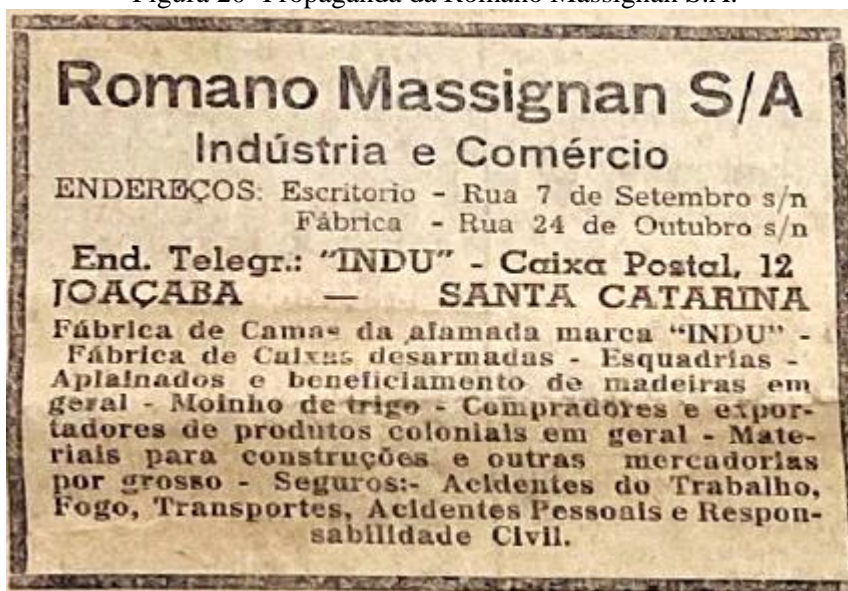 Figura 20- Propaganda da Romano Massignan S.A.
Romano Massignan S/A
Indústria e Comércio
ENDEREÇOS: Escritorio - Rua 7 de Setembro s/n
Fábrica - Rua 24 de Outubro s/n
End. Telegr.: "INDU" - Caixa Postal, 12
JOAÇABA — SANTA CATARINA
Fábrica de Camas da afamada marca "INDU" -
Fábrica de Caixas desarmadas - Esquadrias -
Aplainados e beneficiamento de madeiras em
geral - Moinho de trigo - Compradores e expor-
tadores de produtos coloniais em geral - Mate-
riais para construções e outras mercadorias
por grosso - Seguros:- Acidentes do Trabalho,
Fogo, Transportes, Acidentes Pessoais e Respon-
sabilidade Civil.